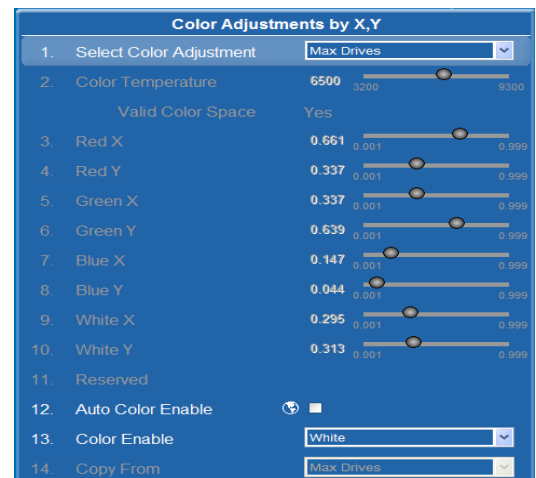 Color Adjustments by X,Y
1. Select Color Adjustment Max Drives
2. Color Temperature 6500 3200 9300
Valid Color Space Yes
3. Red X 0.661 0.001 0.999
4. Red Y 0.337 0.001 0.999
5. Green X 0.337 0.001 0.999
6. Green Y 0.639 0.001 0.999
7. Blue X 0.147 0.001 0.999
8. Blue Y 0.044 0.001 0.999
9. White X 0.295 0.001 0.999
10. White Y 0.313 0.001 0.999
11. Reserved
12. Auto Color Enable
13. Color Enable White
14. Copy From Max Drives